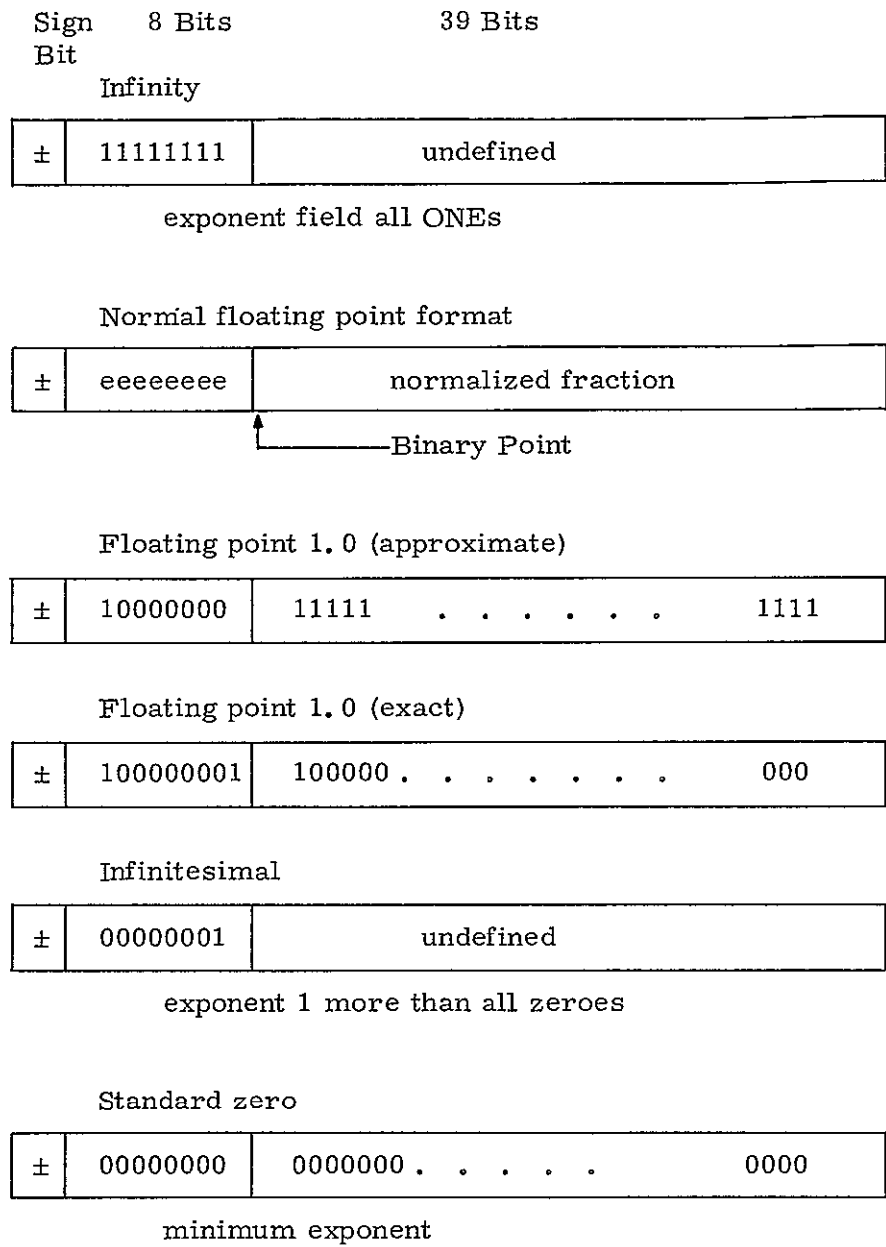 Sign 8 Bits 39 Bits
Bit
Infinity
± 11111111 undefined
exponent field all ONEs
Normal floating point format
± eeeeeeee normalized fraction
Binary Point
Floating point 1.0 (approximate)
± 10000000 11111 . . . . . . 1111
Floating point 1.0 (exact)
± 100000001 100000 . . . . . . . 000
Infinitesimal
± 00000001 undefined
exponent 1 more than all zeroes
Standard zero
± 00000000 0000000 . . . . . 0000
minimum exponent